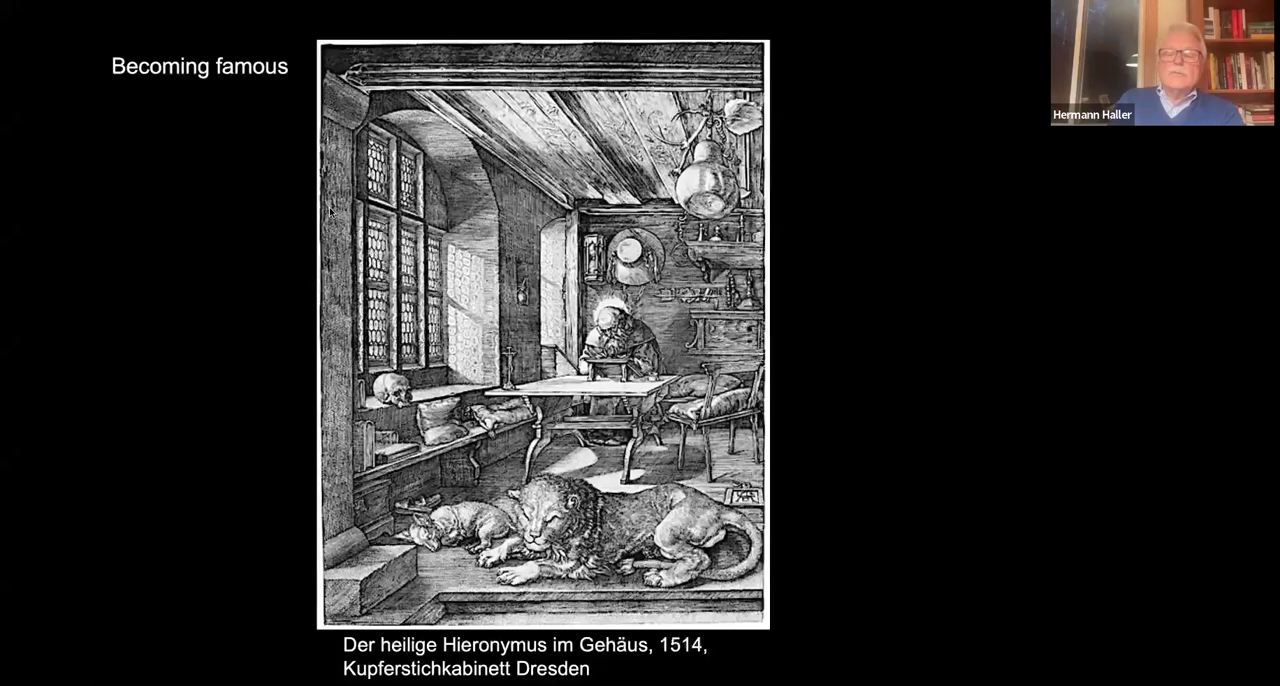 Becoming famous
Hermann Haller
Der heilige Hieronymus im Gehäus, 1514,
Kupferstichkabinett Dresden